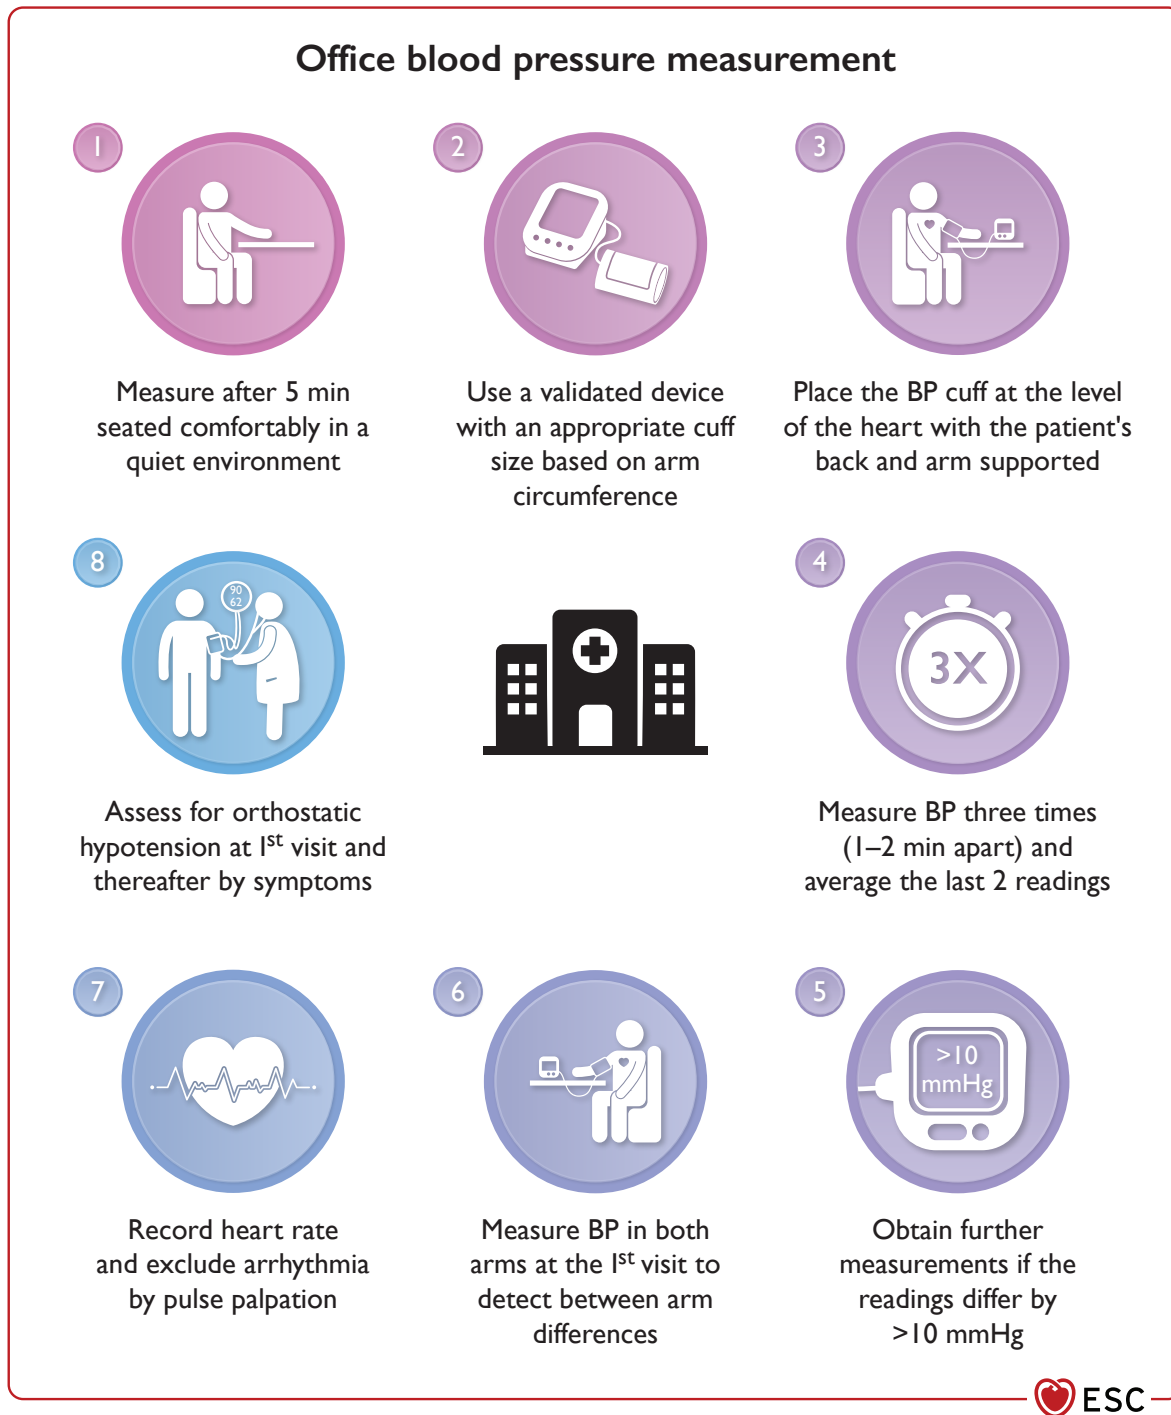 Office blood pressure measurement
1
Measure after 5 min
seated comfortably in a
quiet environment
2
Use a validated device
with an appropriate cuff
size based on arm
circumference
3
Place the BP cuff at the level
of the heart with the patient's
back and arm supported
4
3X
Measure BP three times
(1–2 min apart) and
average the last 2 readings
5
>10
mmHg
Obtain further
measurements if the
readings differ by
>10 mmHg
6
Measure BP in both
arms at the 1st visit to
detect between arm
differences
7
Record heart rate
and exclude arrhythmia
by pulse palpation
8
90
62
Assess for orthostatic
hypotension at 1st visit and
thereafter by symptoms
ESC